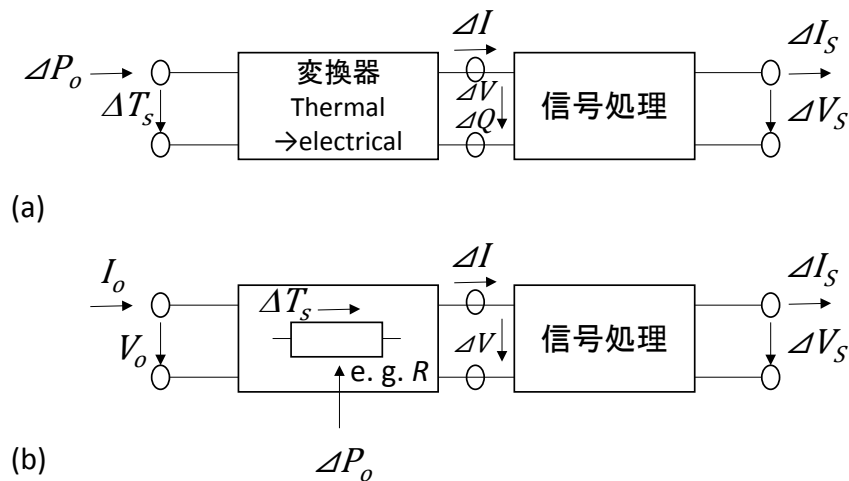 ΔI
ΔI_S
ΔP_o
ΔT_s
変換器
Thermal
→electrical
ΔV
ΔQ
信号処理
ΔV_S
(a)
I_o
ΔI
ΔI_S
V_o
ΔT_s
e. g. R
ΔV
信号処理
ΔV_S
(b)
ΔP_o